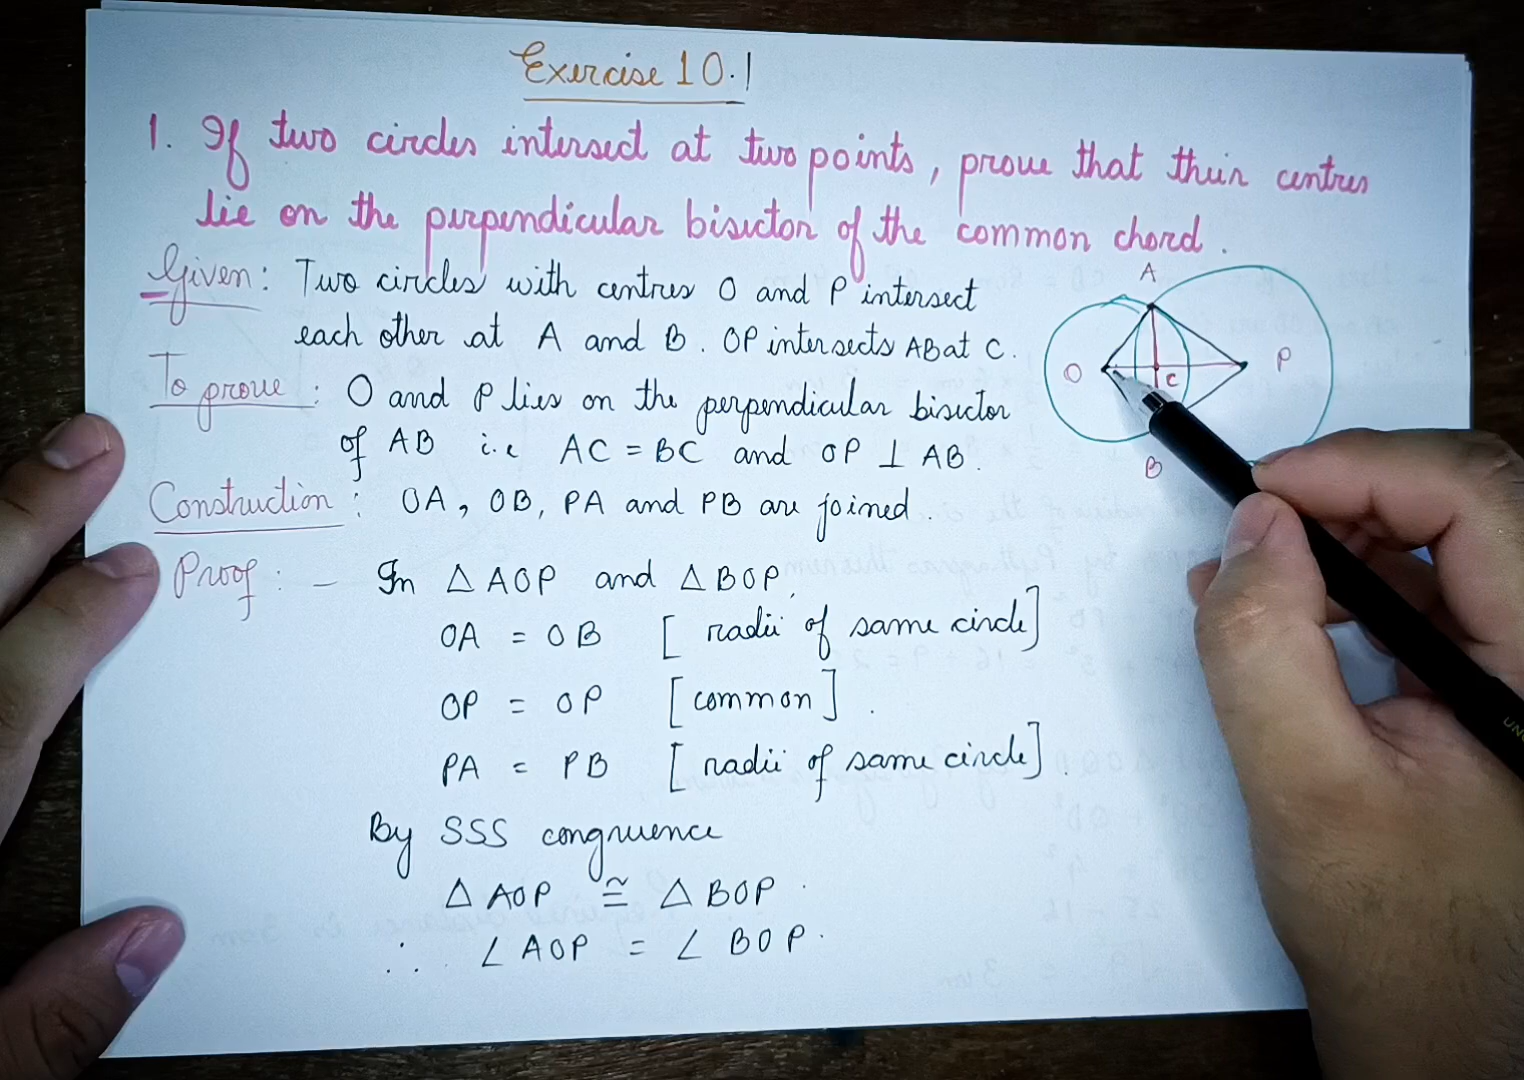 Exercise 10.1
1. If two circles intersect at two points, prove that their centres
lie on the perpendicular bisector of the common chord.
Given: Two circles with centres O and P intersect
each other at A and B. OP intersects AB at C.
To prove: O and P lies on the perpendicular bisector
of AB i.e AC = BC and OP ⊥ AB.
Construction: OA, OB, PA and PB are joined.
Proof: - In △AOP and △BOP,
OA = OB [radii of same circle]
OP = OP [common].
PA = PB [radii of same circle].
By SSS congruence
△AOP ≅ △BOP.
∴ ∠AOP = ∠BOP.
A
O
C
P
B
UN